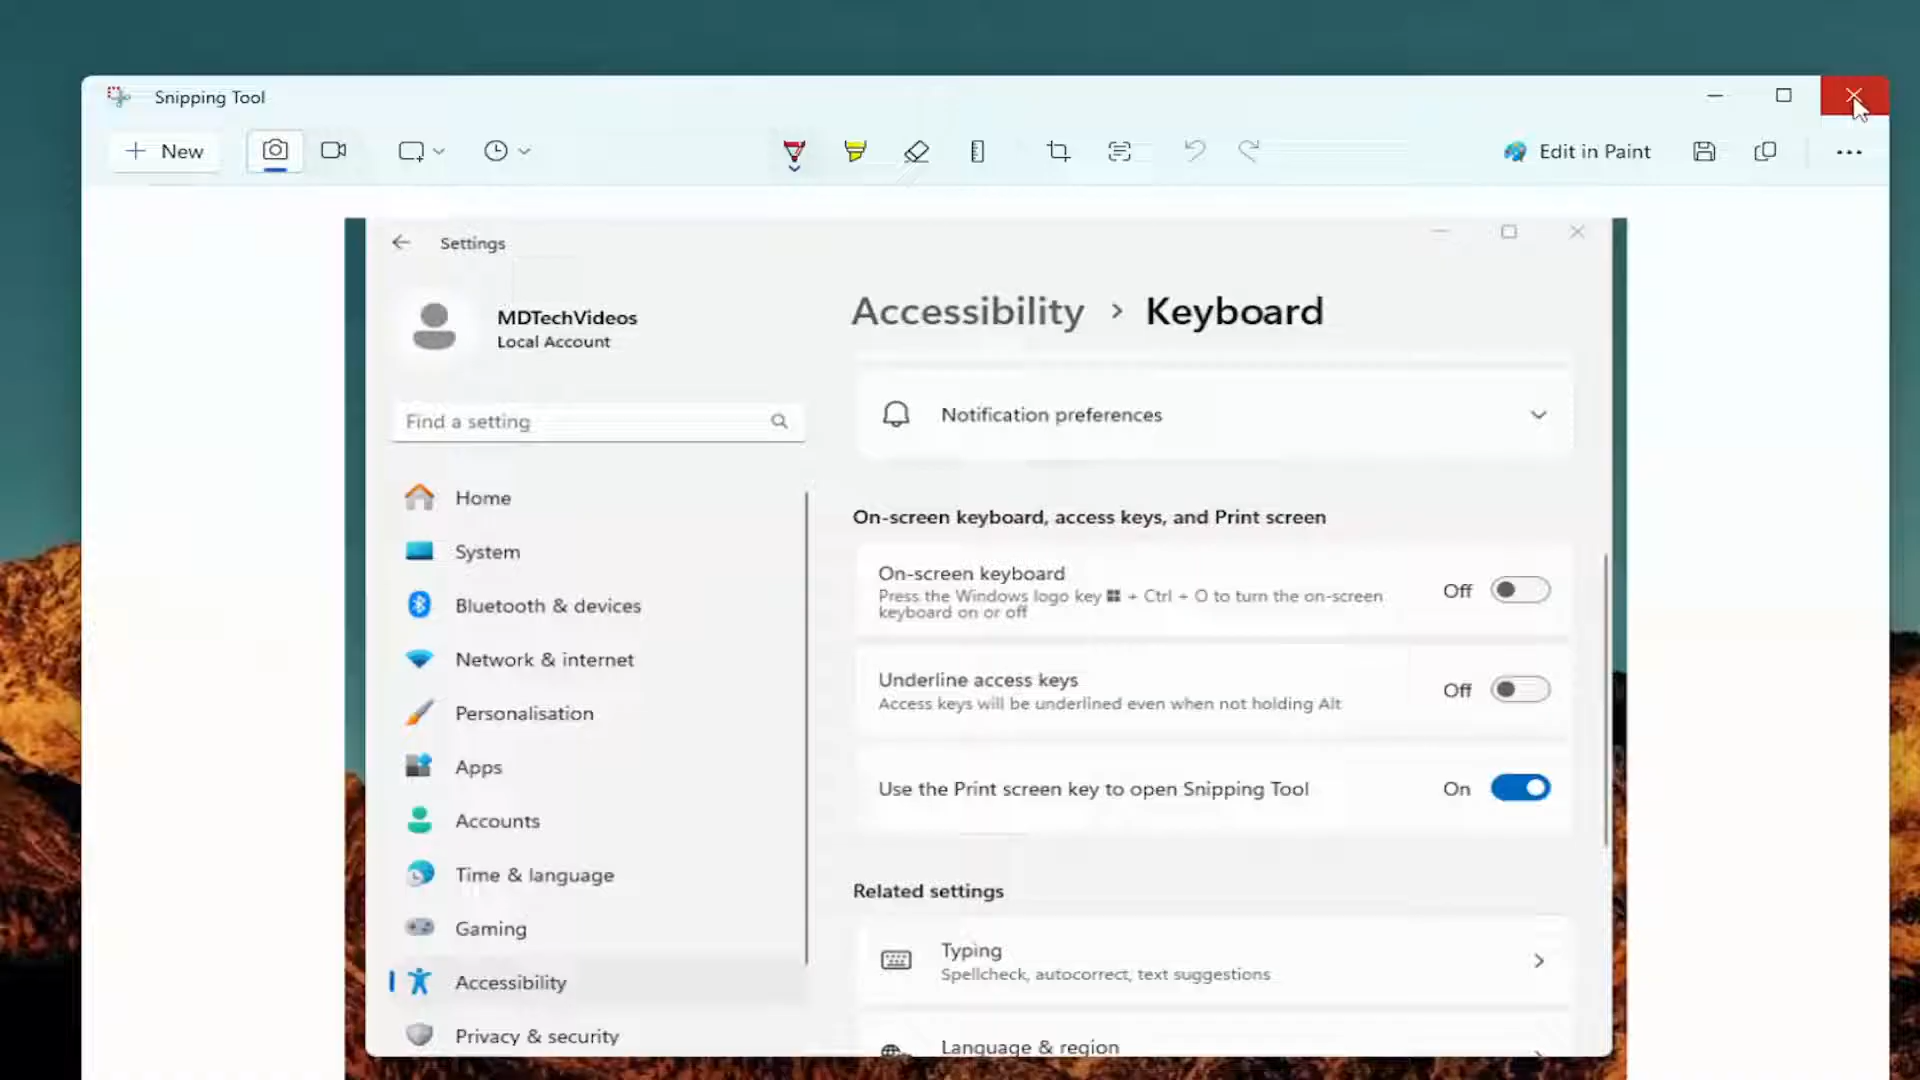 Snipping Tool
New
Edit in Paint
Settings
MDTechVideos
Local Account
Find a setting
Home
System
Bluetooth & devices
Network & internet
Personalisation
Apps
Accounts
Time & language
Gaming
Accessibility
Privacy & security
Accessibility > Keyboard
Notification preferences
On-screen keyboard, access keys, and Print screen
On-screen keyboard
Press the Windows logo key + Ctrl + O to turn the on-screen
keyboard on or off
Off
Underline access keys
Access keys will be underlined even when not holding Alt
Off
Use the Print screen key to open Snipping Tool
On
Related settings
Typing
Spellcheck, autocorrect, text suggestions
Language & region